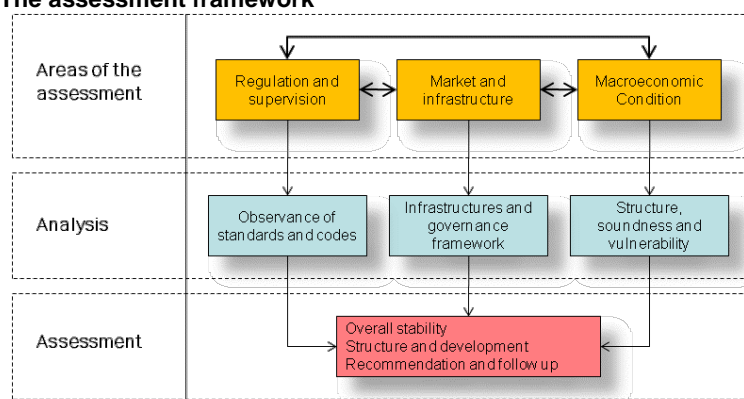 The assessment framework
Areas of the
assessment
Regulation and
supervision
Market and
infrastructure
Macroeconomic
Condition
Analysis
Observance of
standards and codes
Infrastructures and
governance
framework
Structure,
soundness and
vulnerability
Assessment
Overall stability
Structure and development
Recommendation and follow up